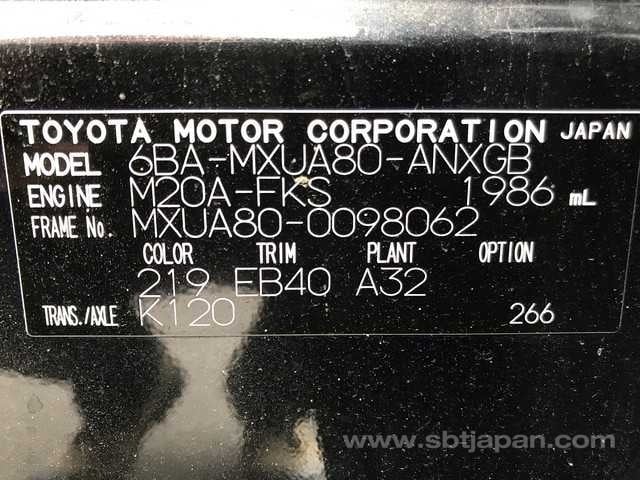 TOYOTA MOTOR CORPORATION JAPAN
MODEL 6BA-MXUA80-ANXGB
ENGINE M20A-FKS 1986 mL
FRAME No. MXUA80-0098062
COLOR TRIM PLANT OPTION
219 EB40 A32
TRANS./AXLE K120 266
www.sbtjapan.com